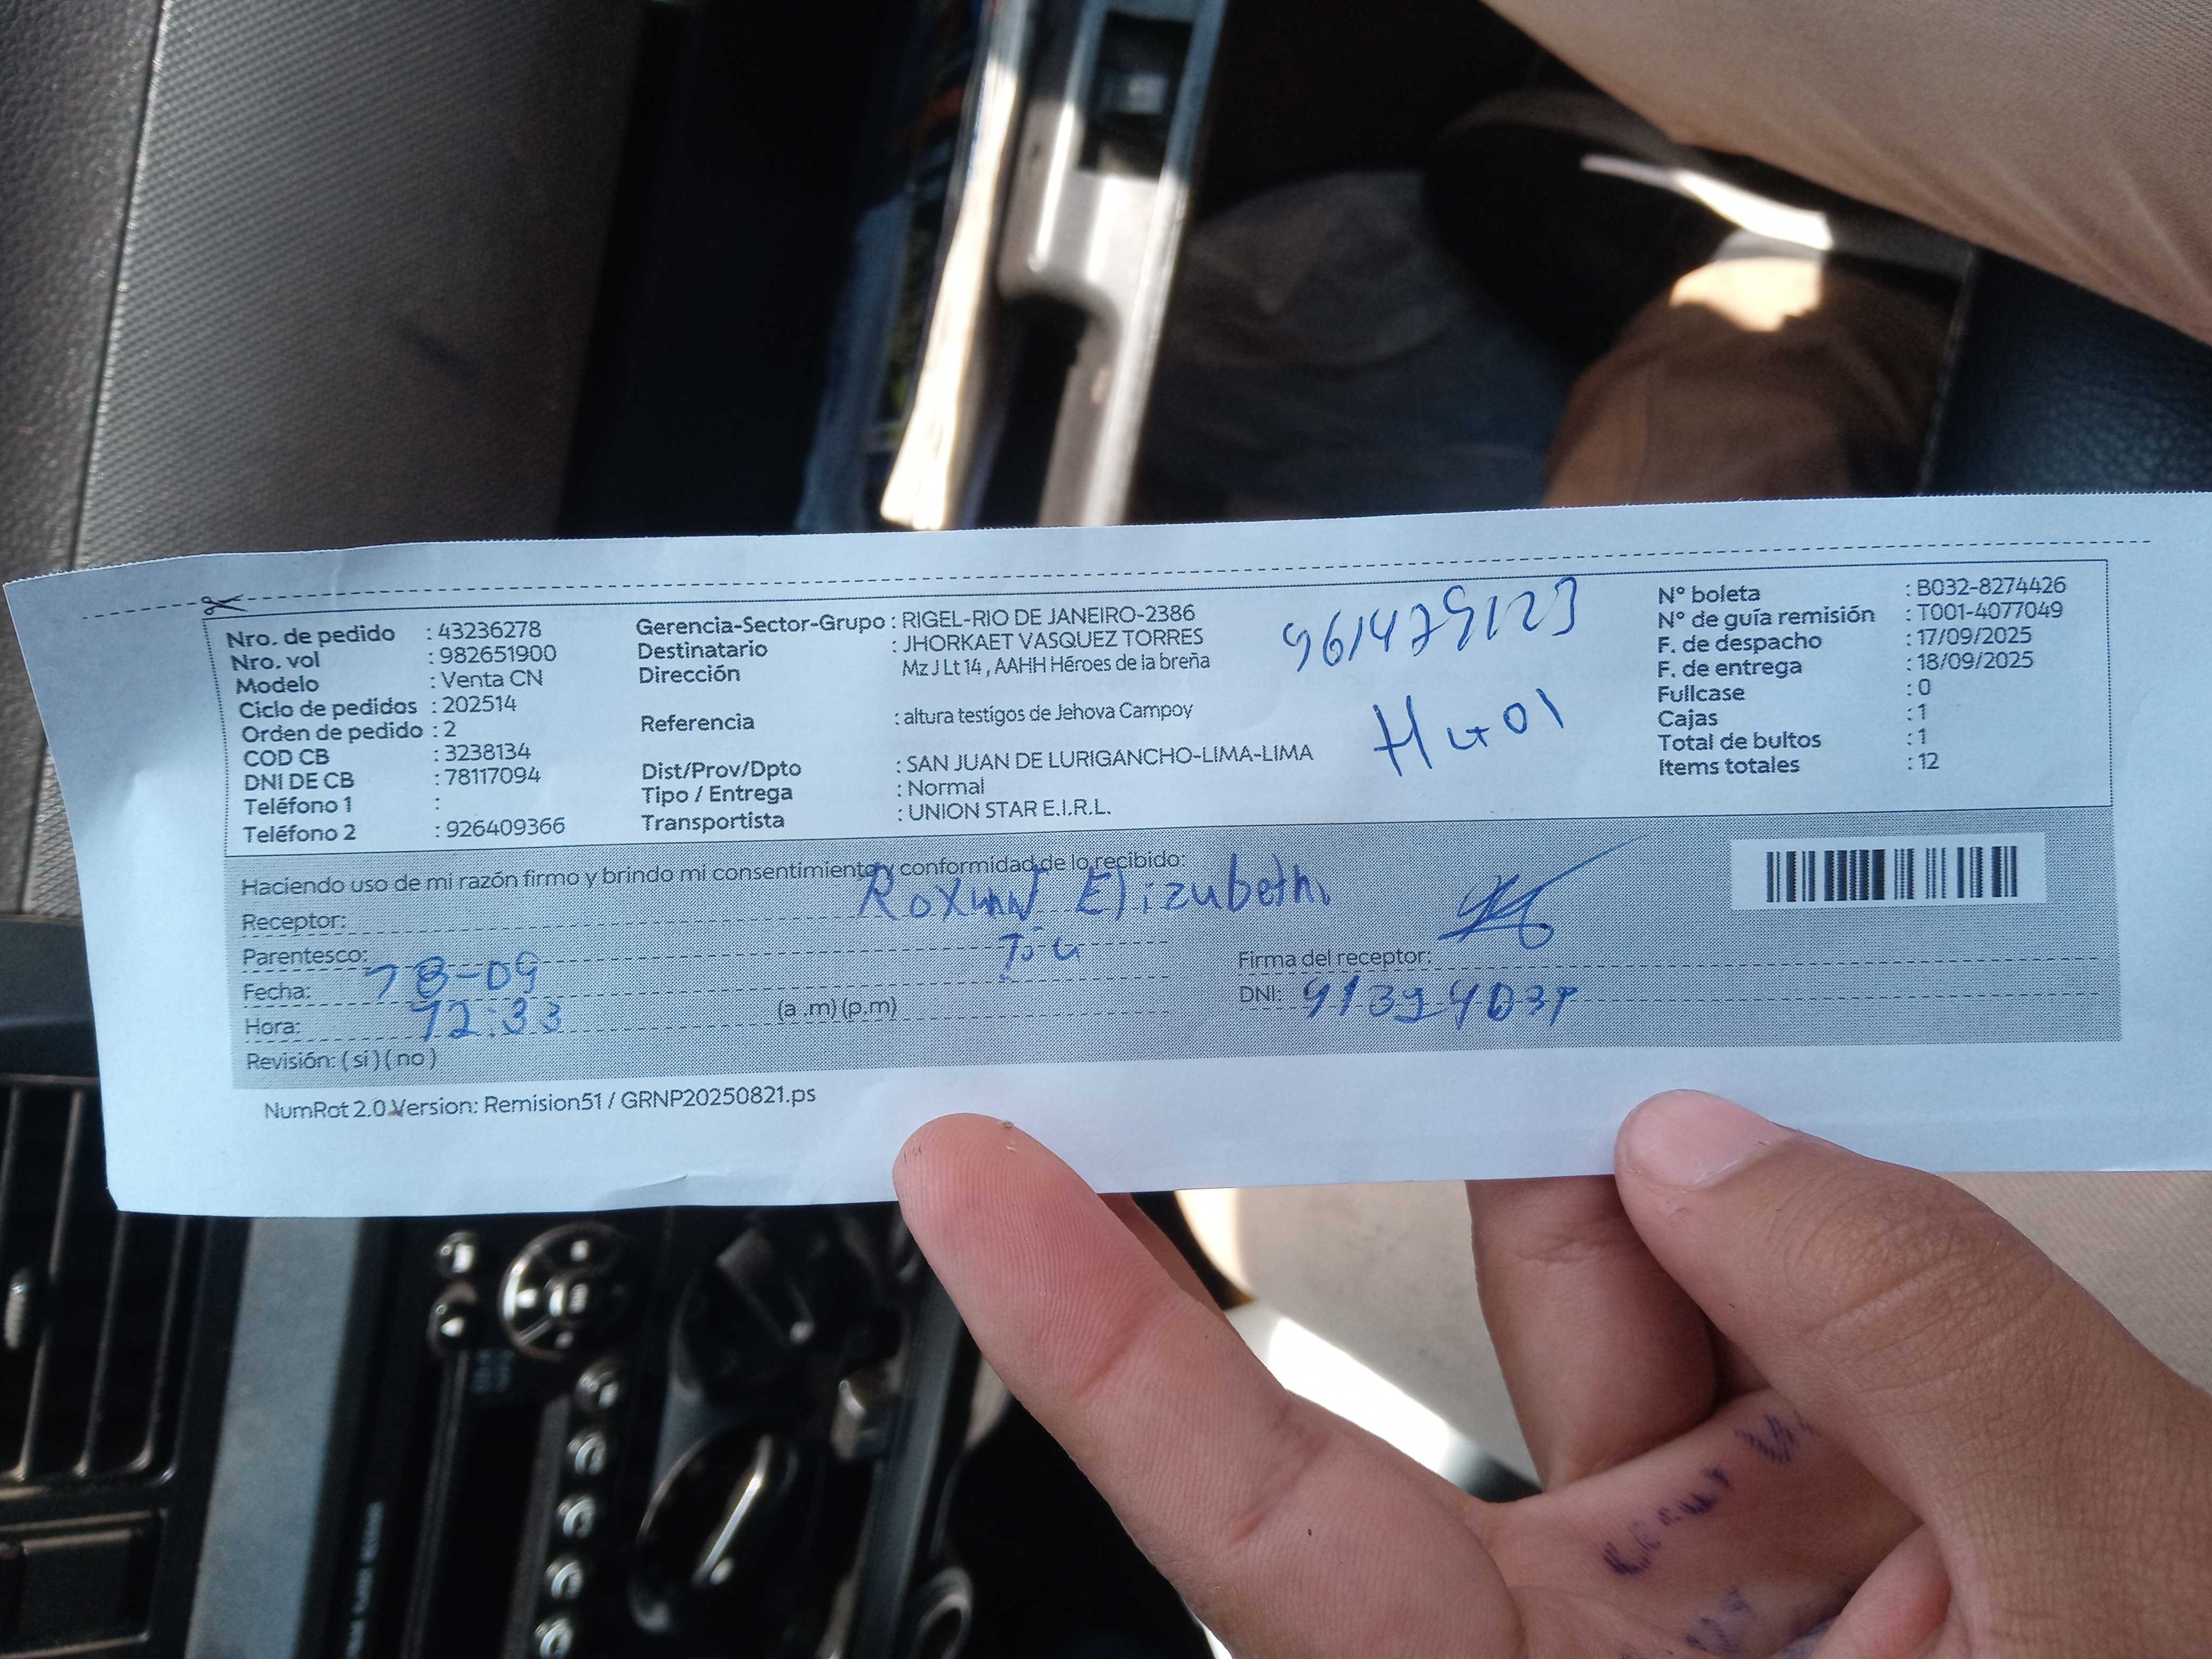 Nro. de pedido : 43236278
Nro. vol : 982651900
Modelo : Venta CN
Ciclo de pedidos : 202514
Orden de pedido : 2
COD CB : 3238134
DNI DE CB : 78117094
Teléfono 1 :
Teléfono 2 : 926409366
Gerencia-Sector-Grupo : RIGEL-RIO DE JANEIRO-2386
Destinatario : JHORKAET VASQUEZ TORRES
Dirección Mz J Lt 14 , AAHH Héroes de la breña
Referencia : altura testigos de Jehova Campoy
Dist/Prov/Dpto : SAN JUAN DE LURIGANCHO-LIMA-LIMA
Tipo / Entrega : Normal
Transportista : UNION STAR E.I.R.L.
961479123
N° boleta : B032-8274426
N° de guía remisión : T001-4077049
F. de despacho : 17/09/2025
F. de entrega : 18/09/2025
Fullcase : 0
Cajas : 1
Total de bultos : 1
Items totales : 12
Haciendo uso de mi razón firmo y brindo mi consentimiento y conformidad de lo recibido:
Receptor: Elizabeth
Parentesco: Tía
Fecha: 18-09
Hora: 12:33 (a .m) (p.m)
Revisión: ( si ) ( no )
Firma del receptor:
DNI:
NumRot 2.0 Version: Remision51 / GRNP20250821.ps